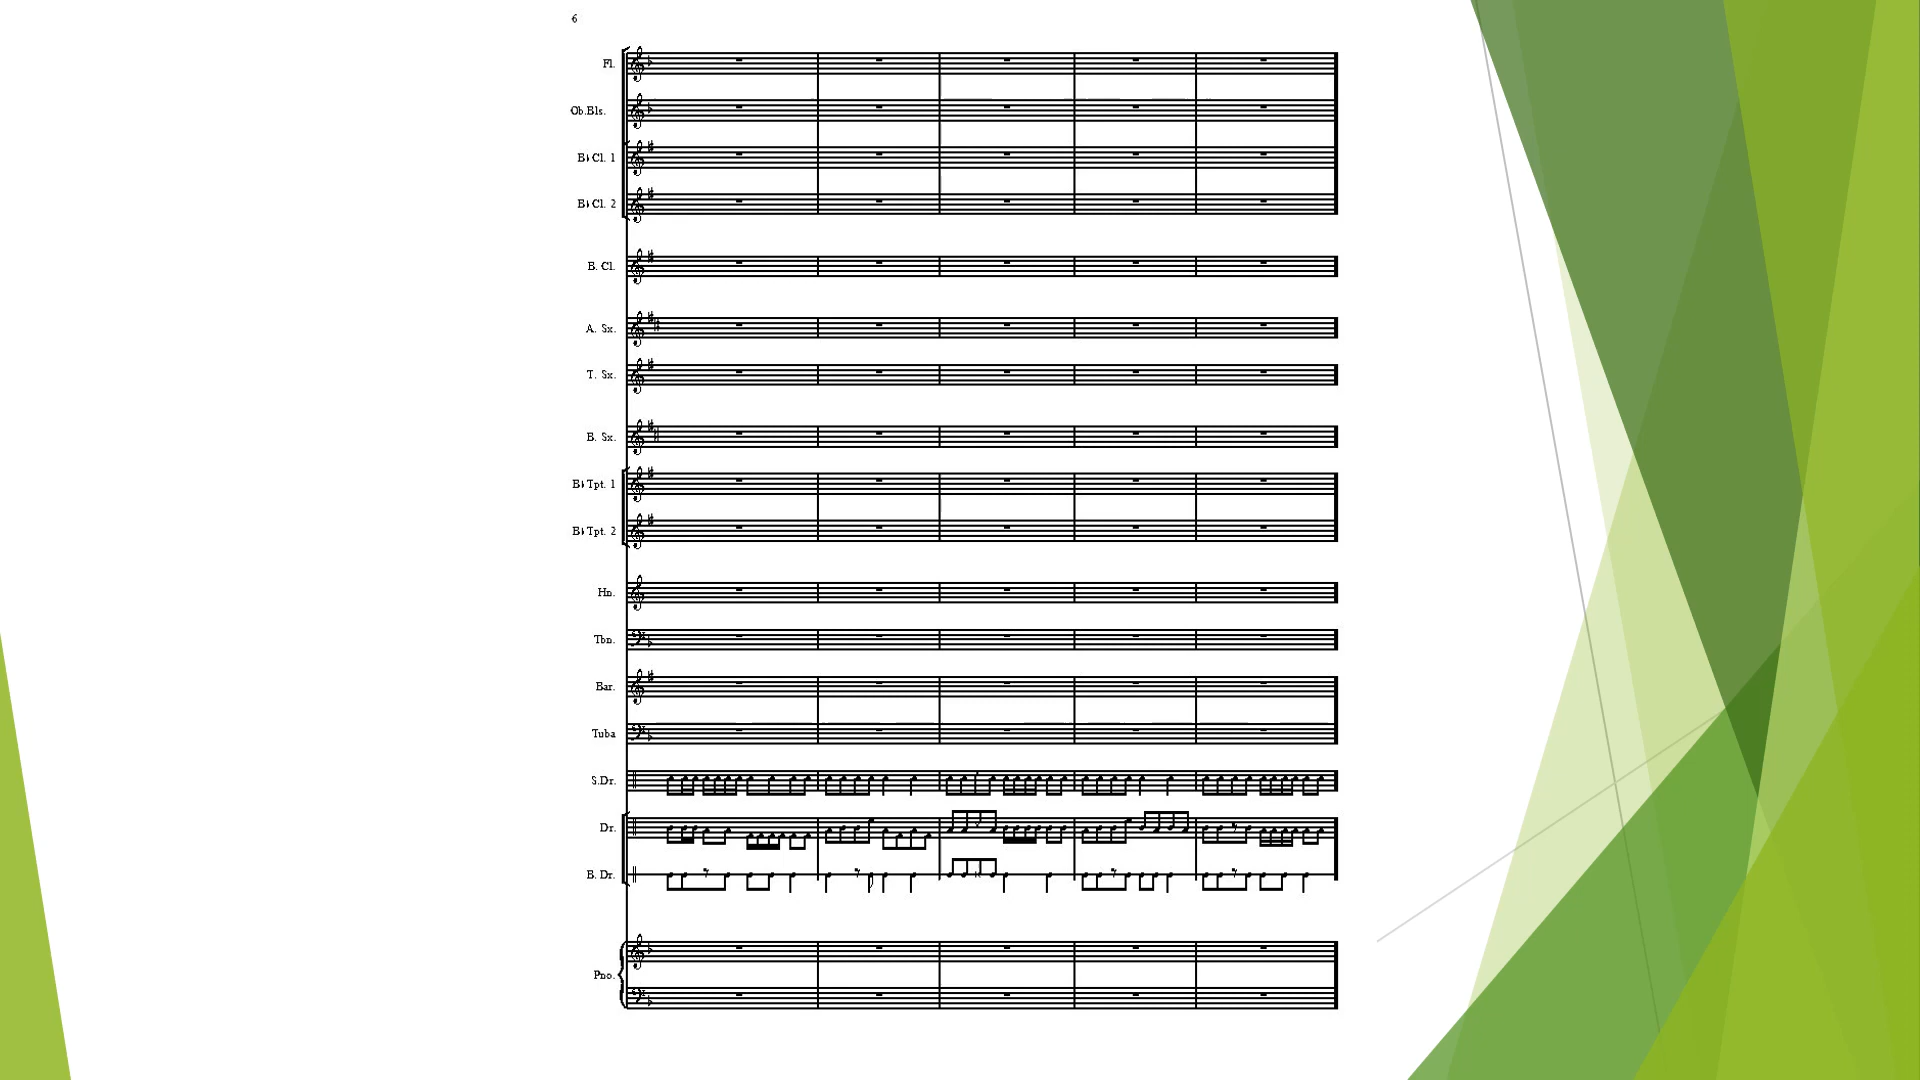 6
Fl.
Ob.Bls.
B♭ Cl. 1
B♭ Cl. 2
B. Cl.
A. Sx.
T. Sx.
B. Sx.
B♭ Tpt. 1
B♭ Tpt. 2
Hn.
Tbn.
Bar.
Tuba
S.Dr.
Dr.
B. Dr.
Pno.